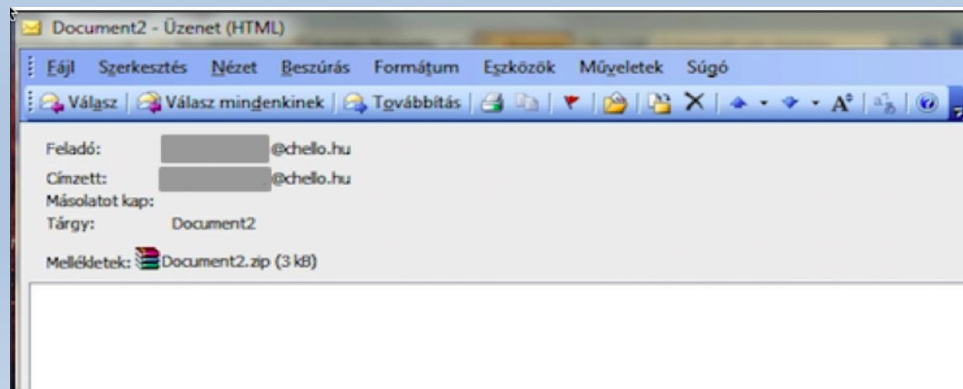 Document2 - Üzenet (HTML)
Fájl Szerkesztés Nézet Beszúrás Formátum Eszközök Műveletek Súgó
Válasz Válasz mindenkinek Továbbítás
Feladó: @chello.hu
Címzett: @chello.hu
Másolatot kap:
Tárgy: Document2
Mellékletek: Document2.zip (3 kB)